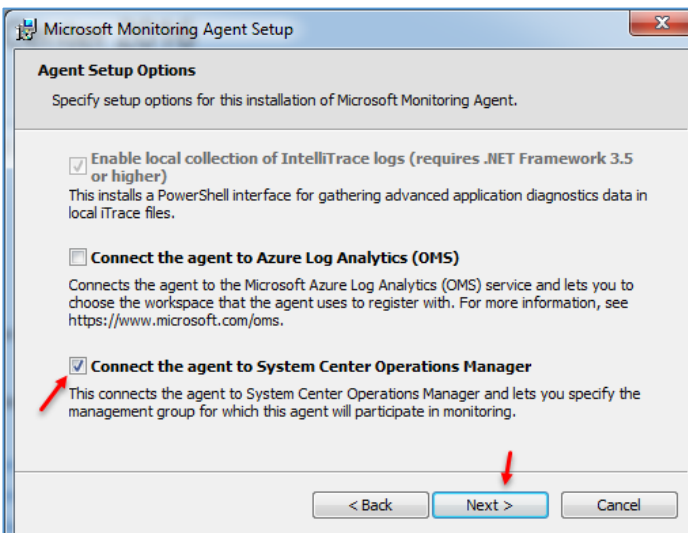 Microsoft Monitoring Agent Setup
Agent Setup Options
Specify setup options for this installation of Microsoft Monitoring Agent.
Enable local collection of IntelliTrace logs (requires .NET Framework 3.5
or higher)
This installs a PowerShell interface for gathering advanced application diagnostics data in
local iTrace files.
Connect the agent to Azure Log Analytics (OMS)
Connects the agent to the Microsoft Azure Log Analytics (OMS) service and lets you to
choose the workspace that the agent uses to register with. For more information, see
https://www.microsoft.com/oms.
Connect the agent to System Center Operations Manager
This connects the agent to System Center Operations Manager and lets you specify the
management group for which this agent will participate in monitoring.
< Back Next > Cancel